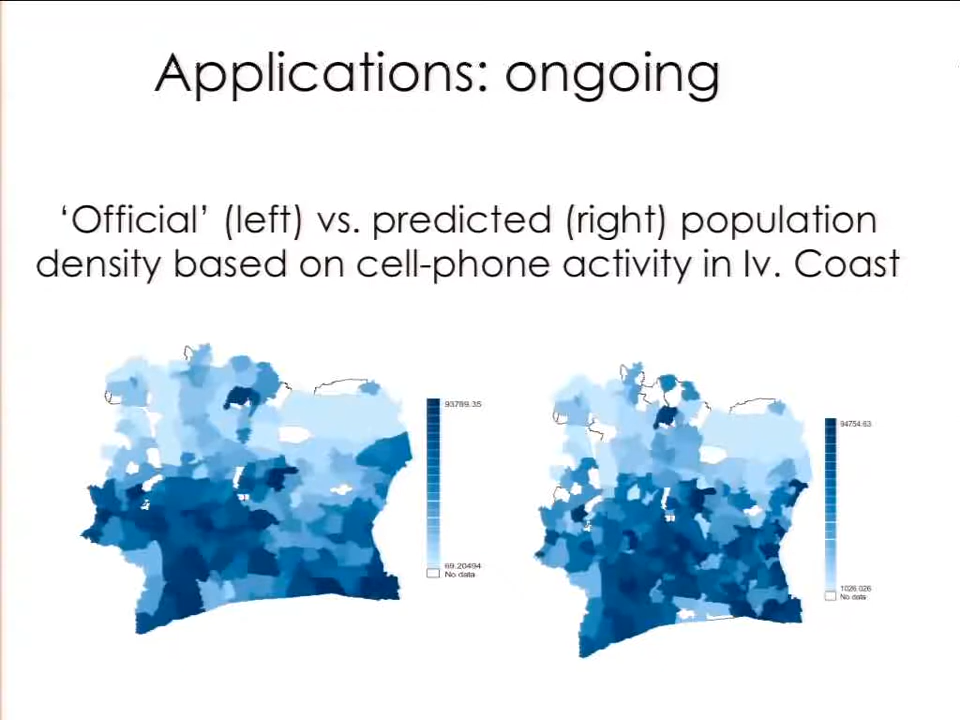 Applications: ongoing
‘Official’ (left) vs. predicted (right) population
density based on cell-phone activity in Iv. Coast
93789.35
69.20494
No data
94754.63
1026.026
No data